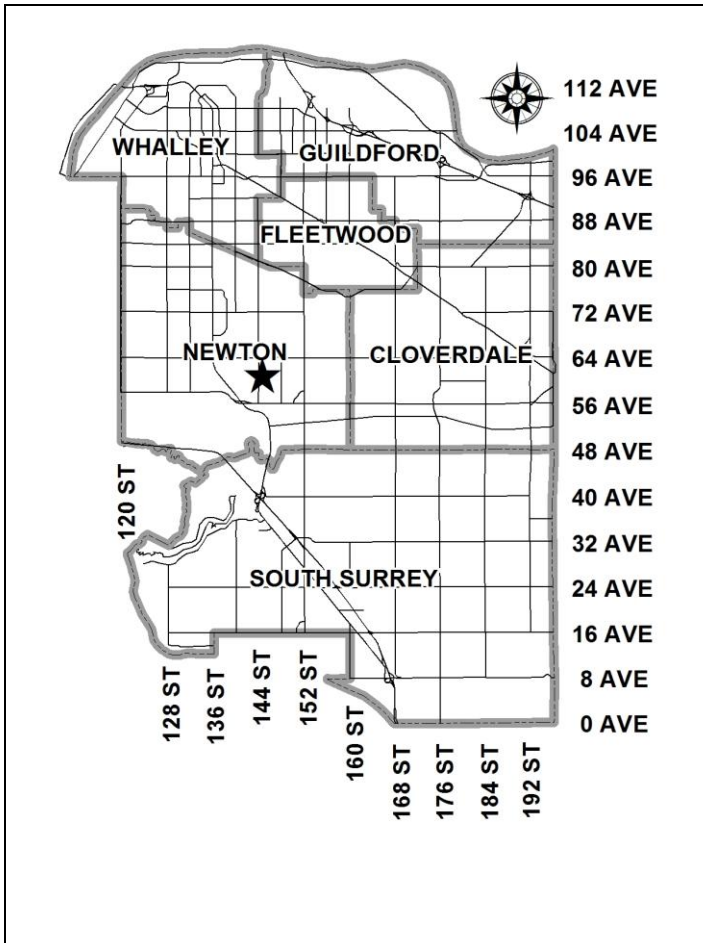 112 AVE
104 AVE
WHALLEY
GUILDFORD
96 AVE
88 AVE
FLEETWOOD
80 AVE
72 AVE
NEWTON
CLOVERDALE
64 AVE
56 AVE
48 AVE
120 ST
40 AVE
32 AVE
SOUTH SURREY
24 AVE
16 AVE
8 AVE
128 ST
136 ST
144 ST
152 ST
160 ST
0 AVE
168 ST
176 ST
184 ST
192 ST